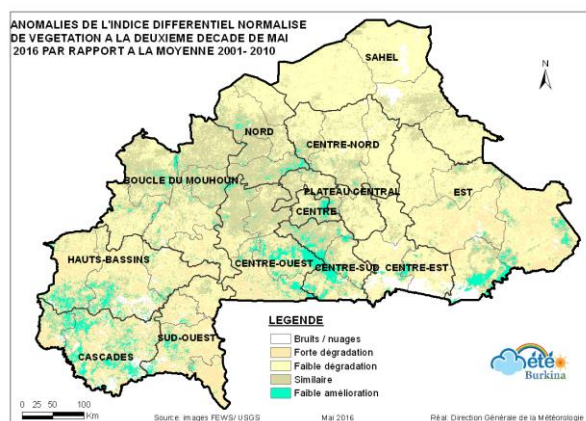 ANOMALIES DE L'INDICE DIFFERENTIEL NORMALISE
DE VEGETATION A LA DEUXIEME DECADE DE MAI
2016 PAR RAPPORT A LA MOYENNE 2001- 2010
SAHEL
N
NORD
CENTRE-NORD
BOUCLE DU MOUHOUN
PLATEAU CENTRAL
EST
CENTRE
HAUTS-BASSINS
CENTRE-OUEST
CENTRE-SUD
CENTRE-EST
SUD-OUEST
CASCADES
LEGENDE
Bruits / nuages
Forte dégradation
Faible dégradation
Similaire
Faible amélioration
été
Burkina
0 25 50 100
Km
Source: images FEWS/ USGS
Mai 2016
Réal: Direction Générale de la Météorologie